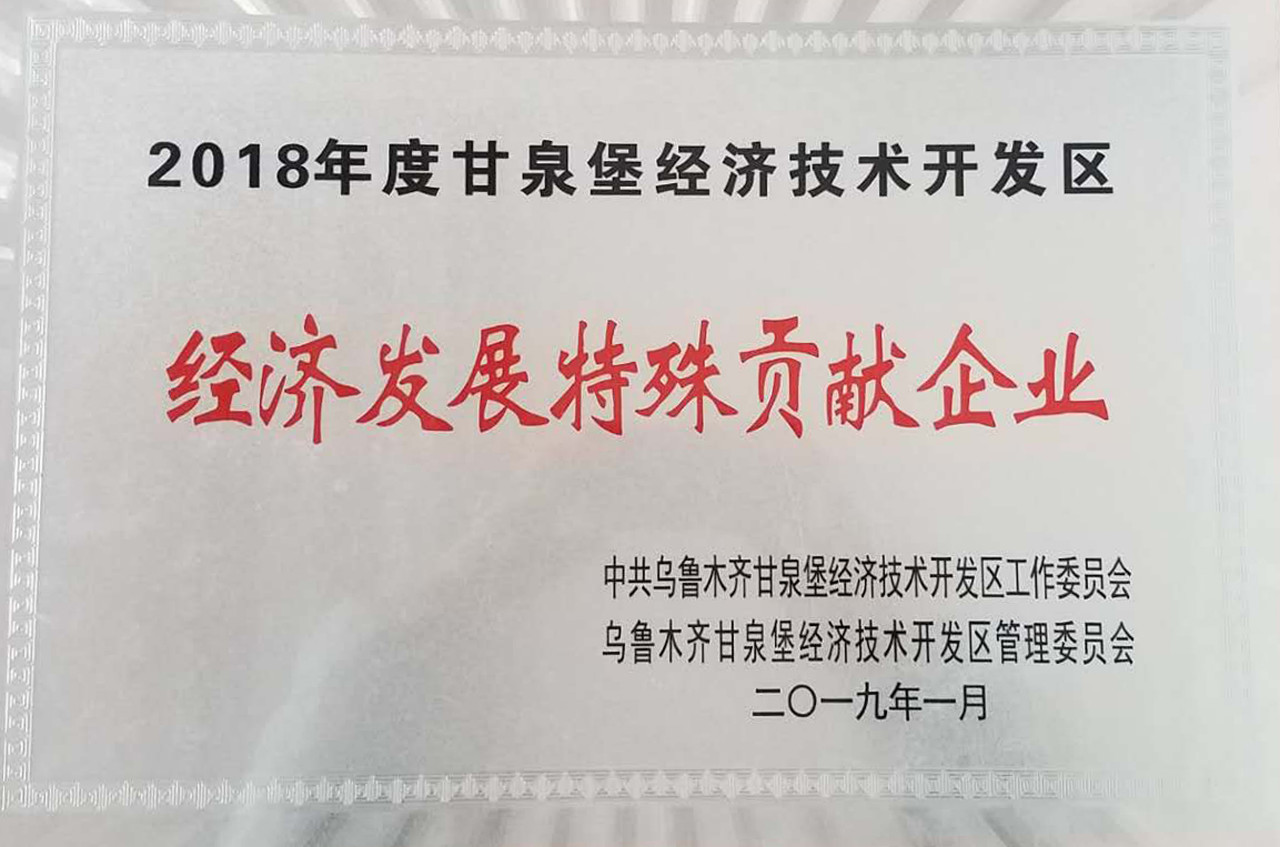 2018年度甘泉堡经济技术开发区
经济发展特殊贡献企业
中共乌鲁木齐甘泉堡经济技术开发区工作委员会
乌鲁木齐甘泉堡经济技术开发区管理委员会
二〇一九年一月